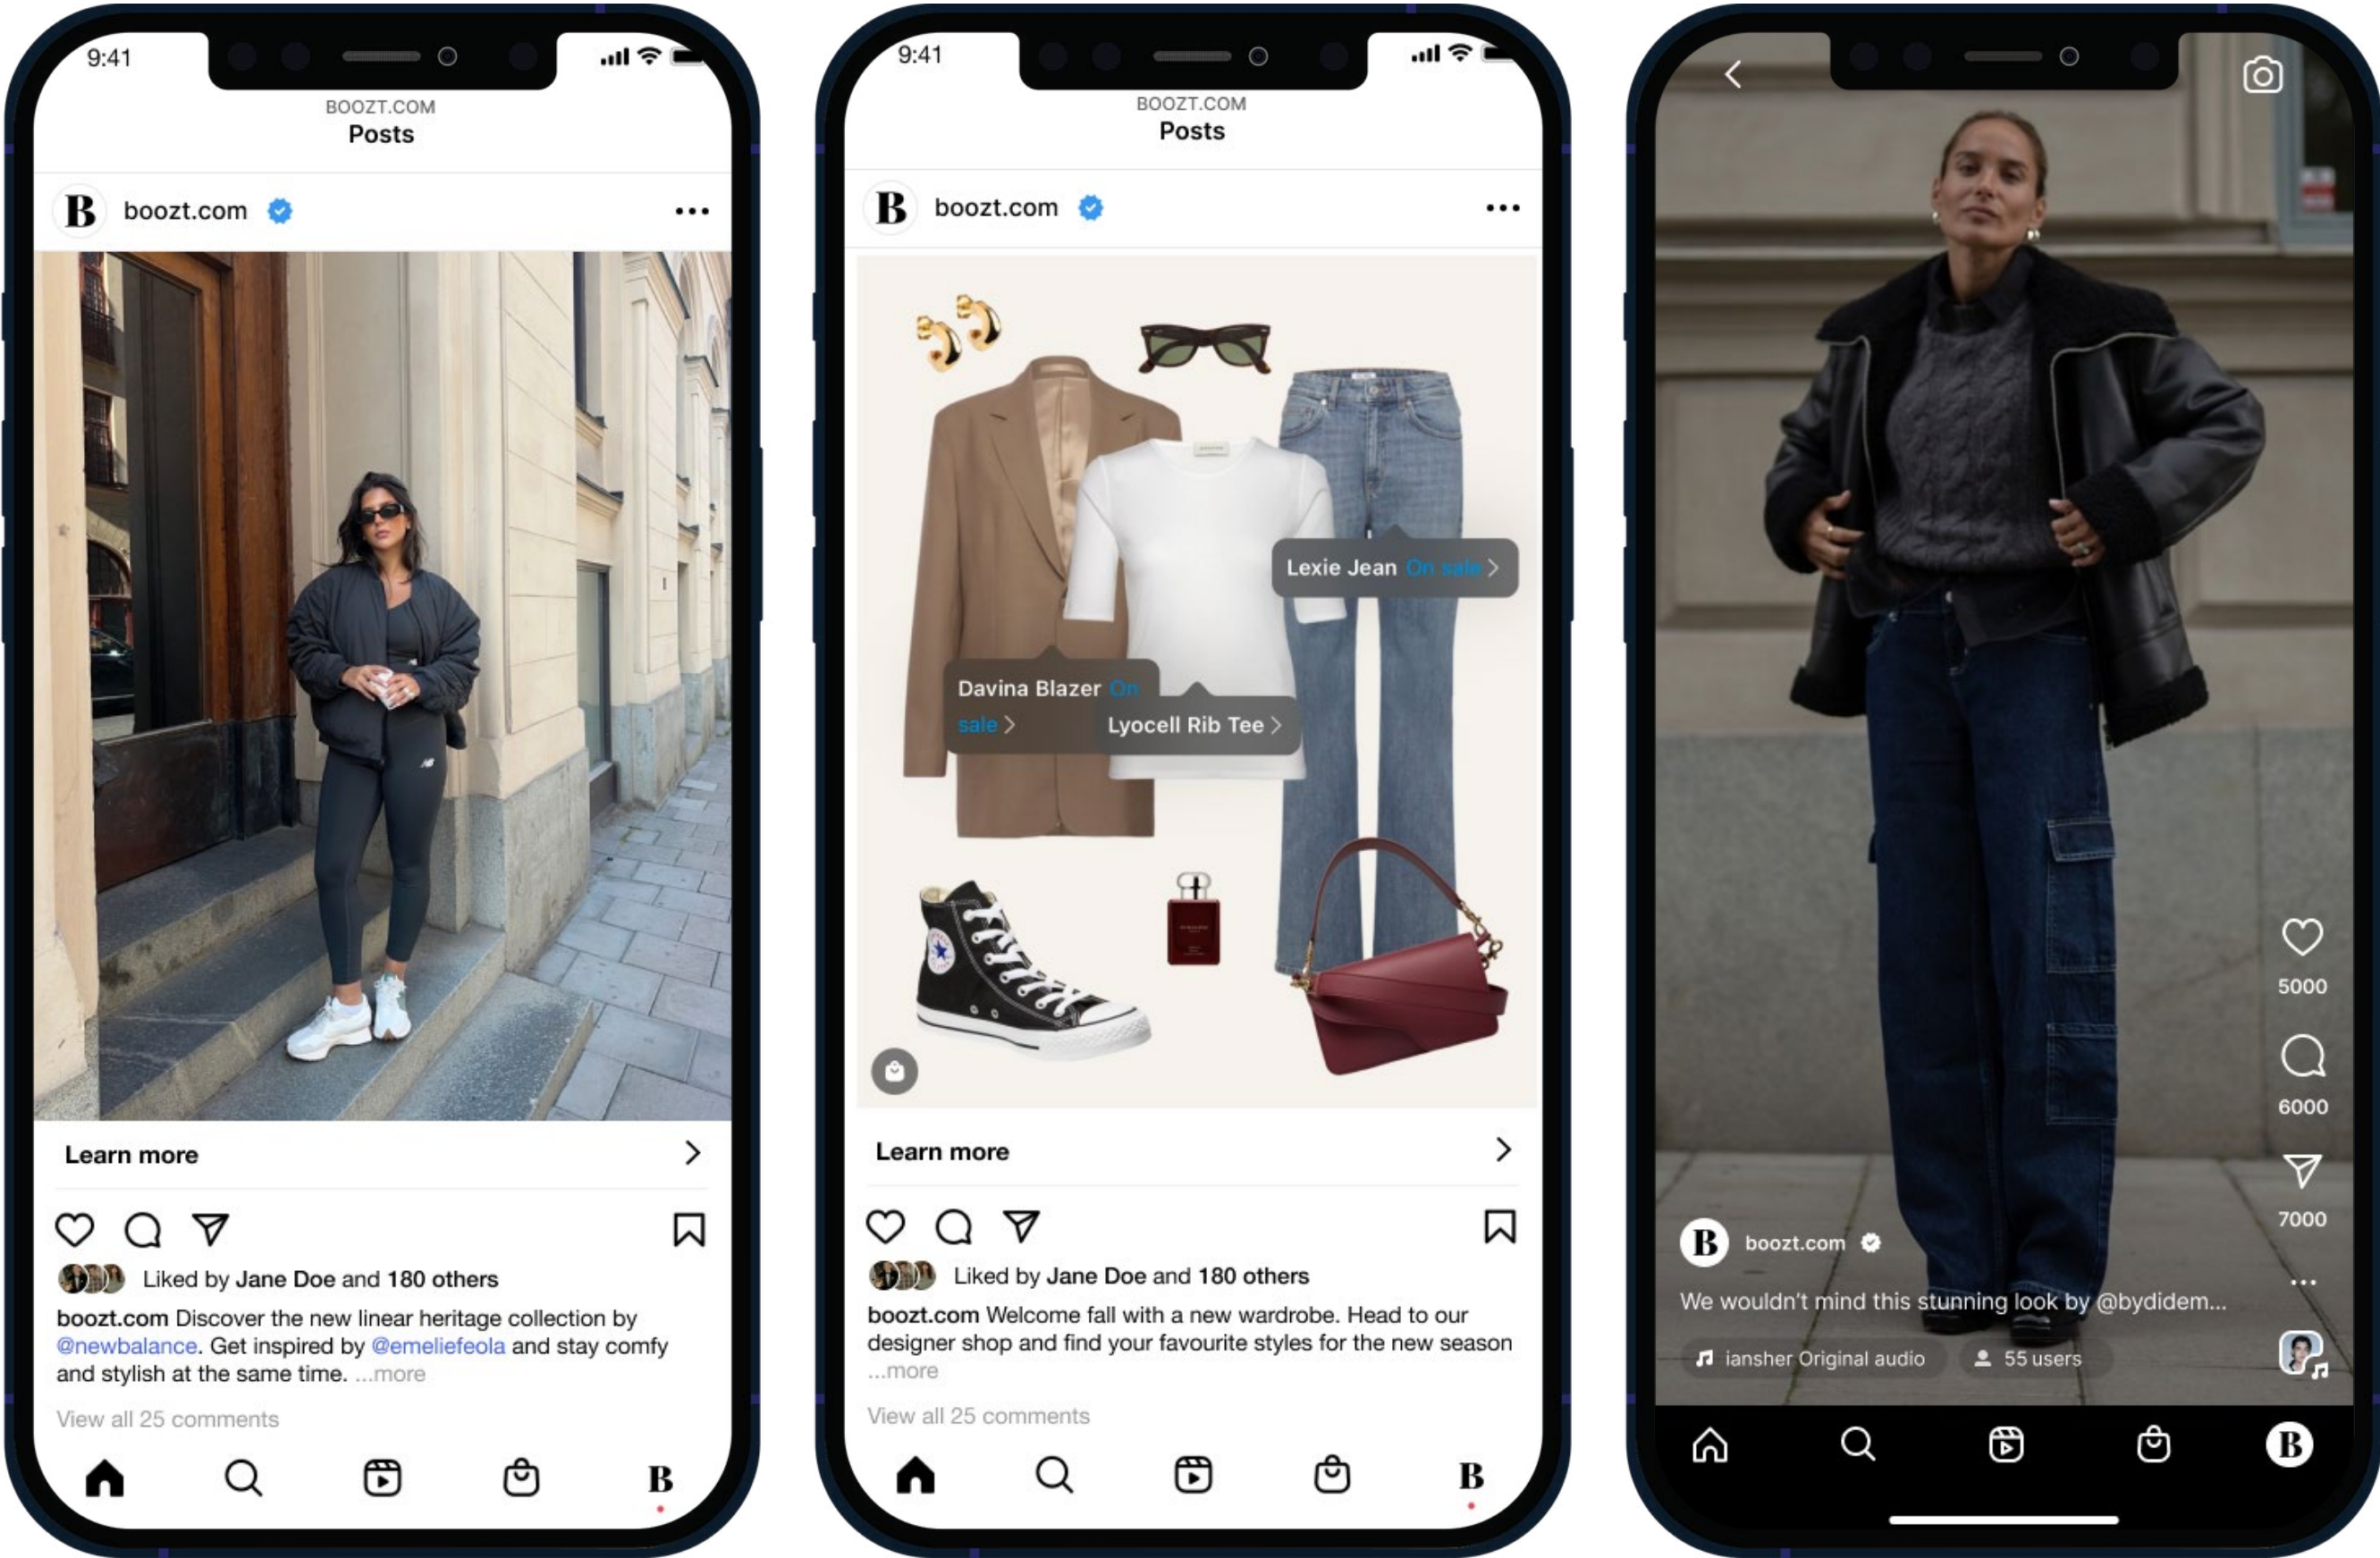 9:41
BOOZT.COM
Posts
B boozt.com
Learn more
Liked by Jane Doe and 180 others
boozt.com Discover the new linear heritage collection by
@newbalance. Get inspired by @emeliefeola and stay comfy
and stylish at the same time. ...more
View all 25 comments
B
9:41
BOOZT.COM
Posts
B boozt.com
Lexie Jean On sale >
Davina Blazer On
sale >
Lyocell Rib Tee >
Learn more
Liked by Jane Doe and 180 others
boozt.com Welcome fall with a new wardrobe. Head to our
designer shop and find your favourite styles for the new season
...more
View all 25 comments
B
5000
6000
7000
B boozt.com
We wouldn't mind this stunning look by @bydidem...
iansher Original audio
55 users
B